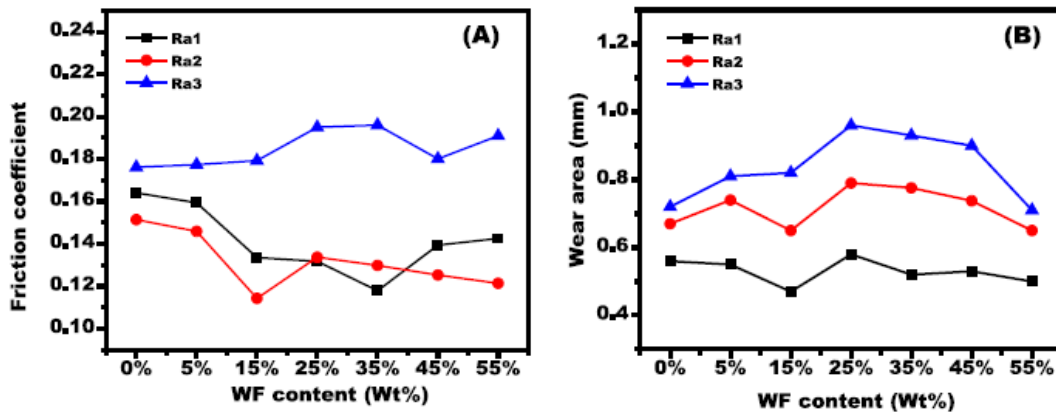 (A)
Ra1
Ra2
Ra3
Friction coefficient
0.24
0.22
0.20
0.18
0.16
0.14
0.12
0.10
0% 5% 15% 25% 35% 45% 55%
WF content (Wt%)
(B)
Ra1
Ra2
Ra3
Wear area (mm)
1.2
1.0
0.8
0.6
0.4
0% 5% 15% 25% 35% 45% 55%
WF content (Wt%)